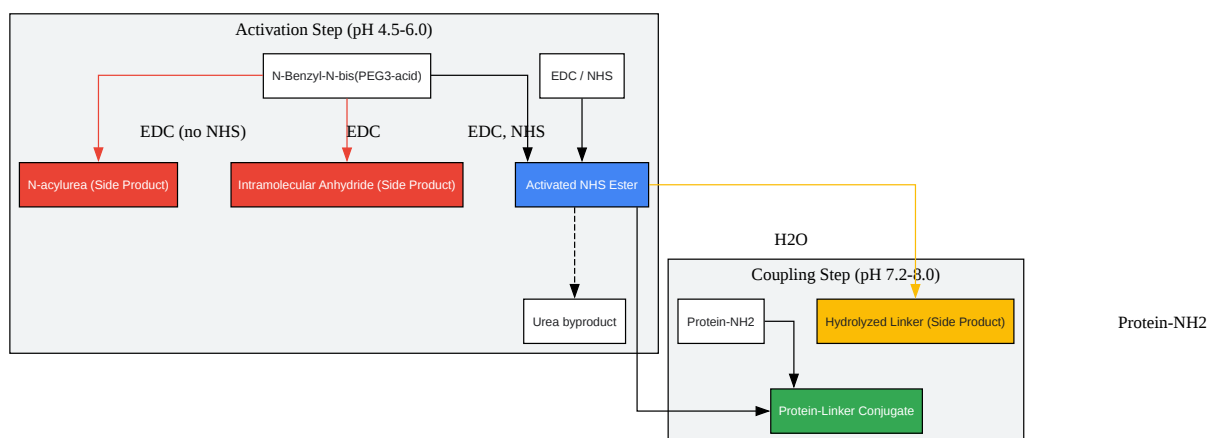 Activation Step (pH 4.5-6.0)
N-Benzyl-N-bis(PEG3-acid)
EDC / NHS
EDC (no NHS)
EDC
EDC, NHS
N-acylurea (Side Product)
Intramolecular Anhydride (Side Product)
Activated NHS Ester
H2O
Coupling Step (pH 7.2-8.0)
Urea byproduct
Protein-NH2
Hydrolyzed Linker (Side Product)
Protein-NH2
Protein-Linker Conjugate